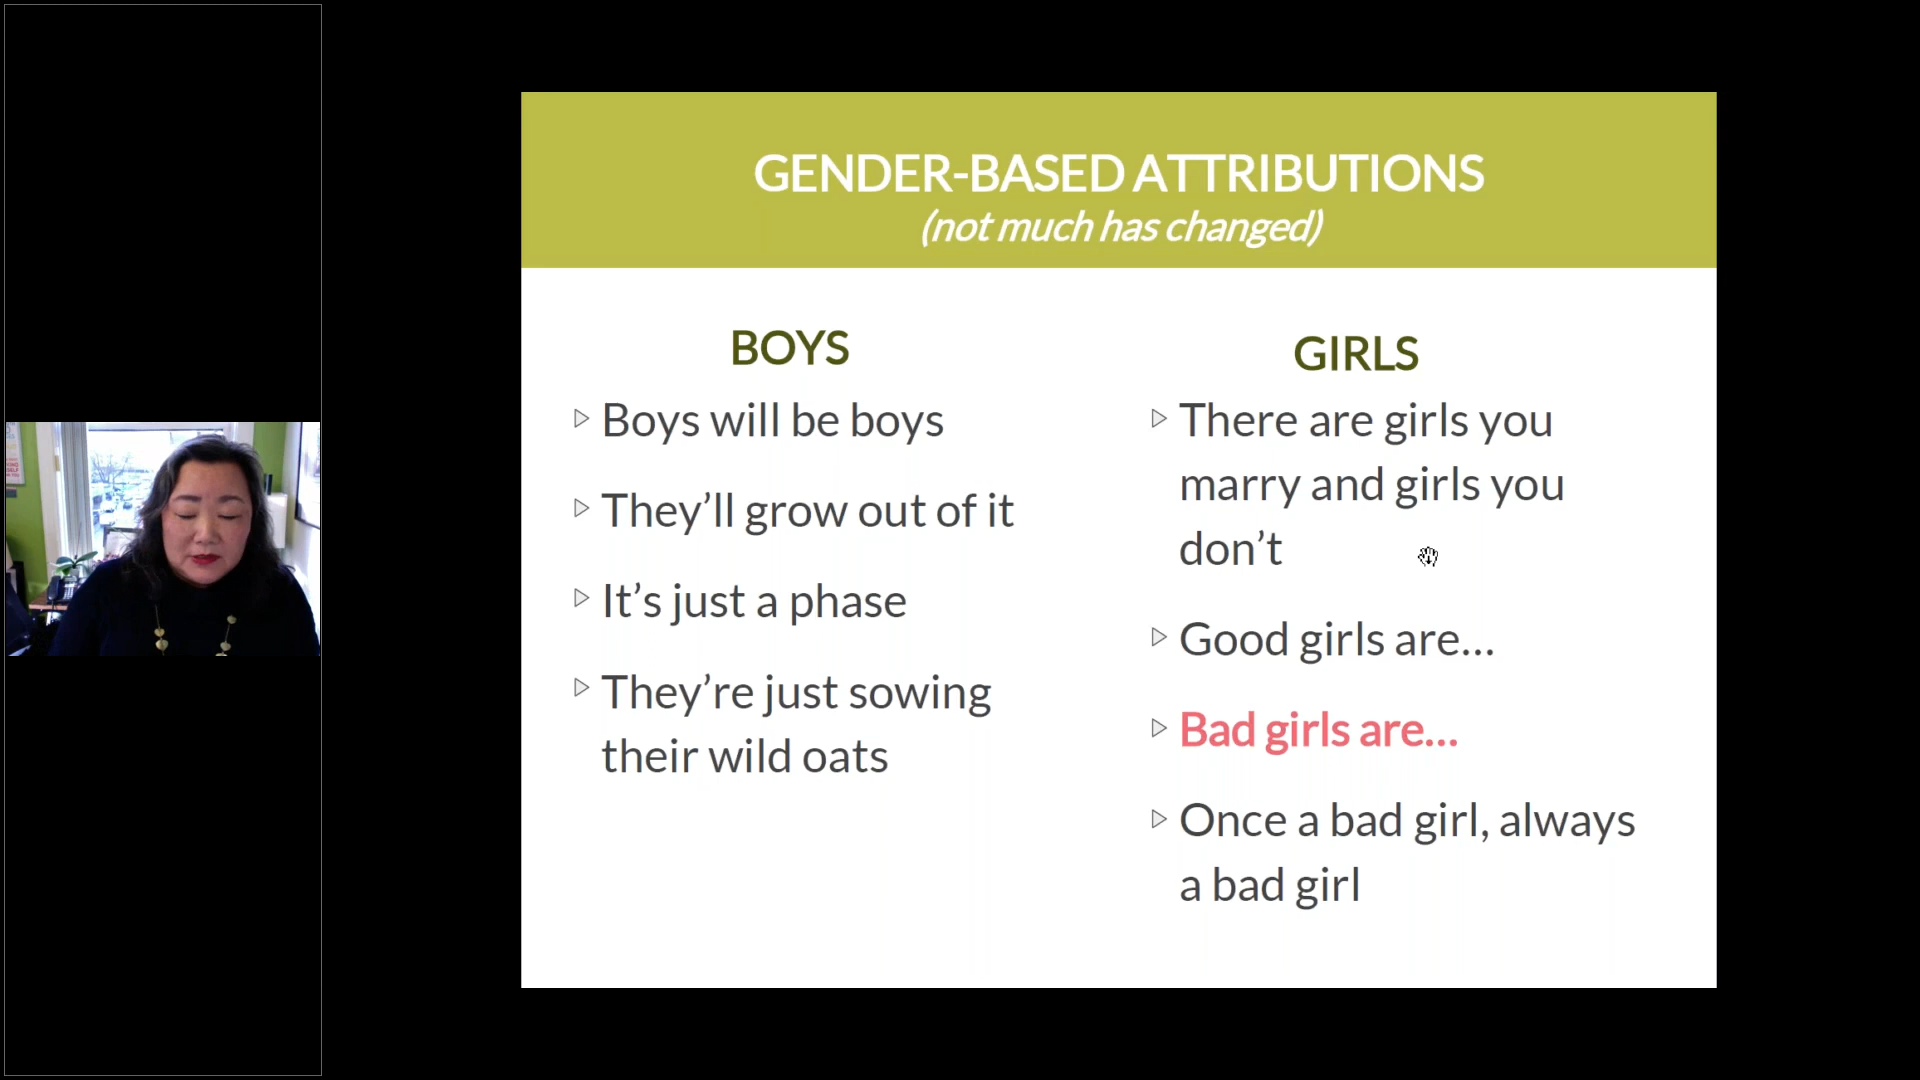 GENDER-BASED ATTRIBUTIONS
(not much has changed)
BOYS
Boys will be boys
They’ll grow out of it
It’s just a phase
They’re just sowing
their wild oats
GIRLS
There are girls you
marry and girls you
don’t
Good girls are...
Bad girls are...
Once a bad girl, always
a bad girl